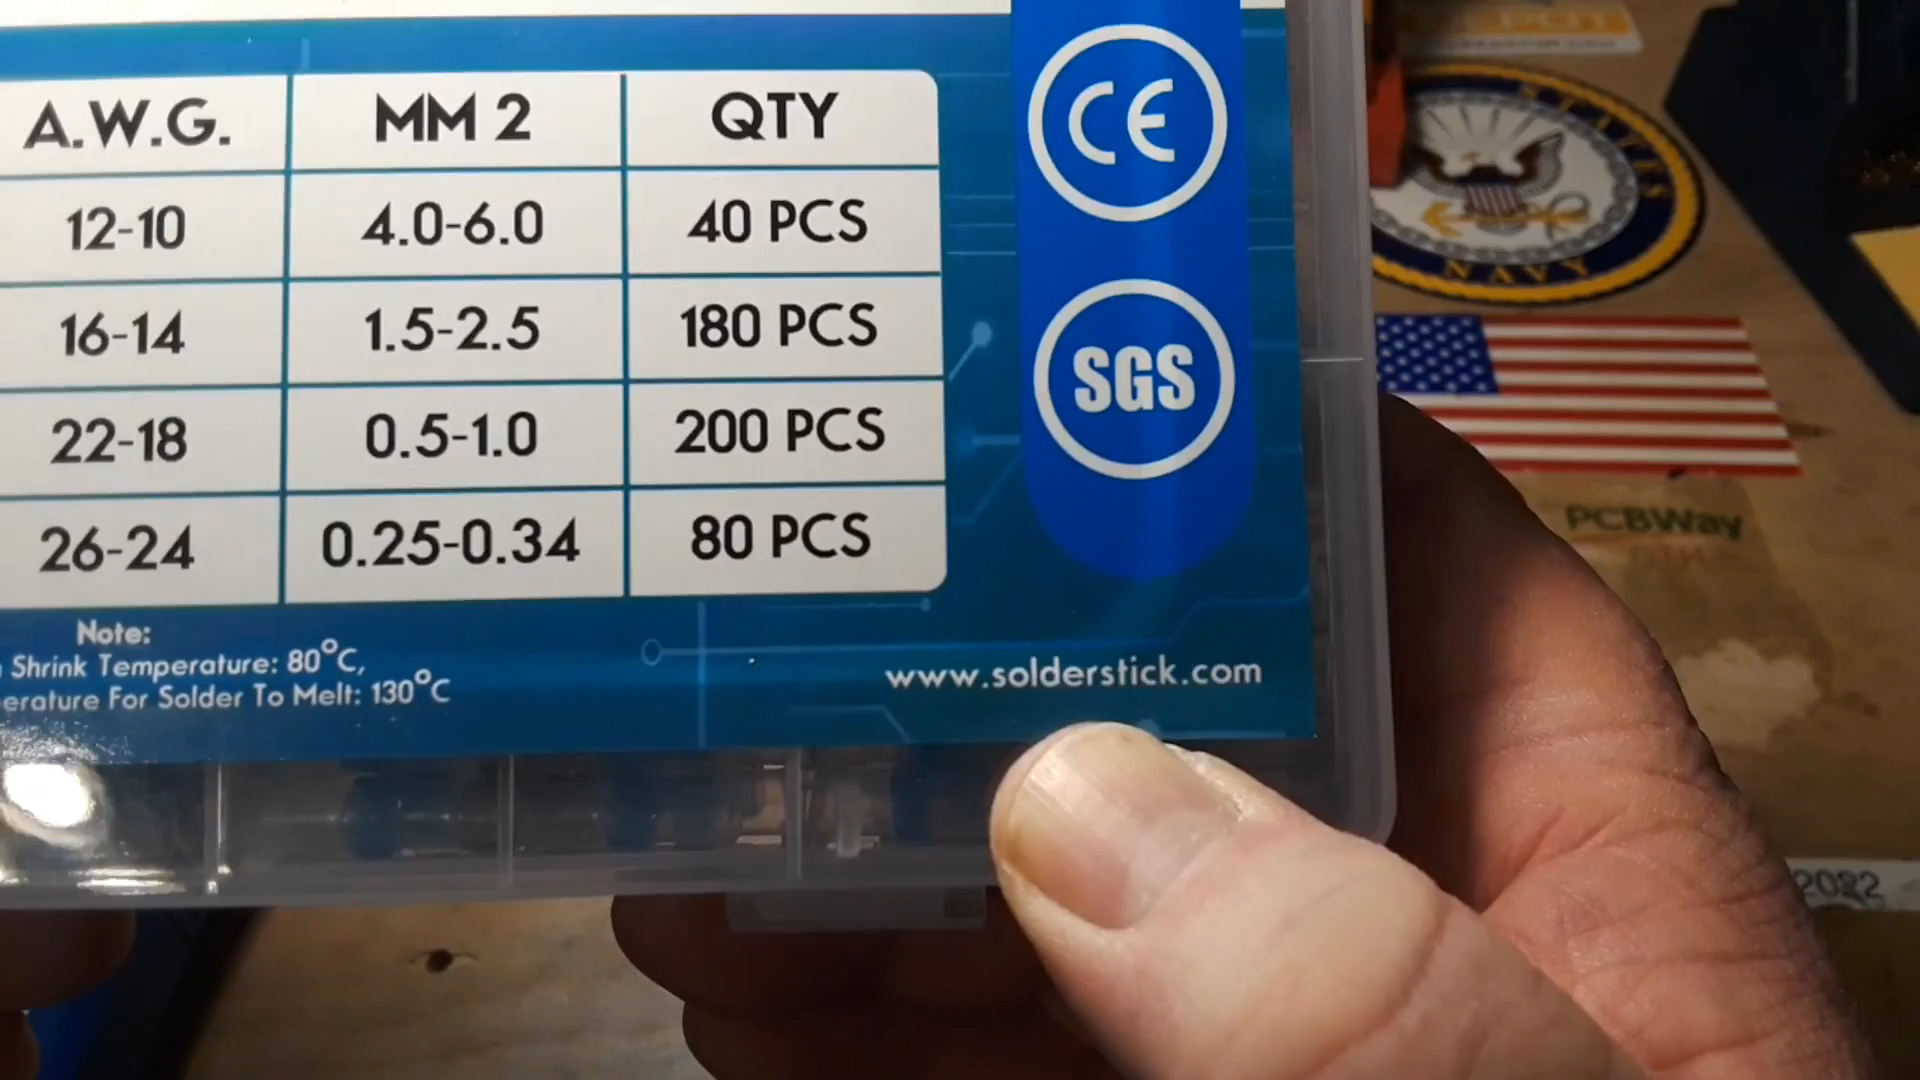 A.W.G. MM 2 QTY
12-10 4.0-6.0 40 PCS
16-14 1.5-2.5 180 PCS
22-18 0.5-1.0 200 PCS
26-24 0.25-0.34 80 PCS
Note:
Shrink Temperature: 80°C,
erature For Solder To Melt: 130°C
www.solderstick.com
CE
SGS
STATES
NAVY
PCBWay
2022